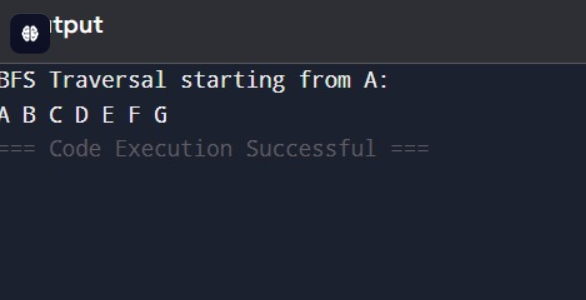 tput
BFS Traversal starting from A:
A B C D E F G
=== Code Execution Successful ===